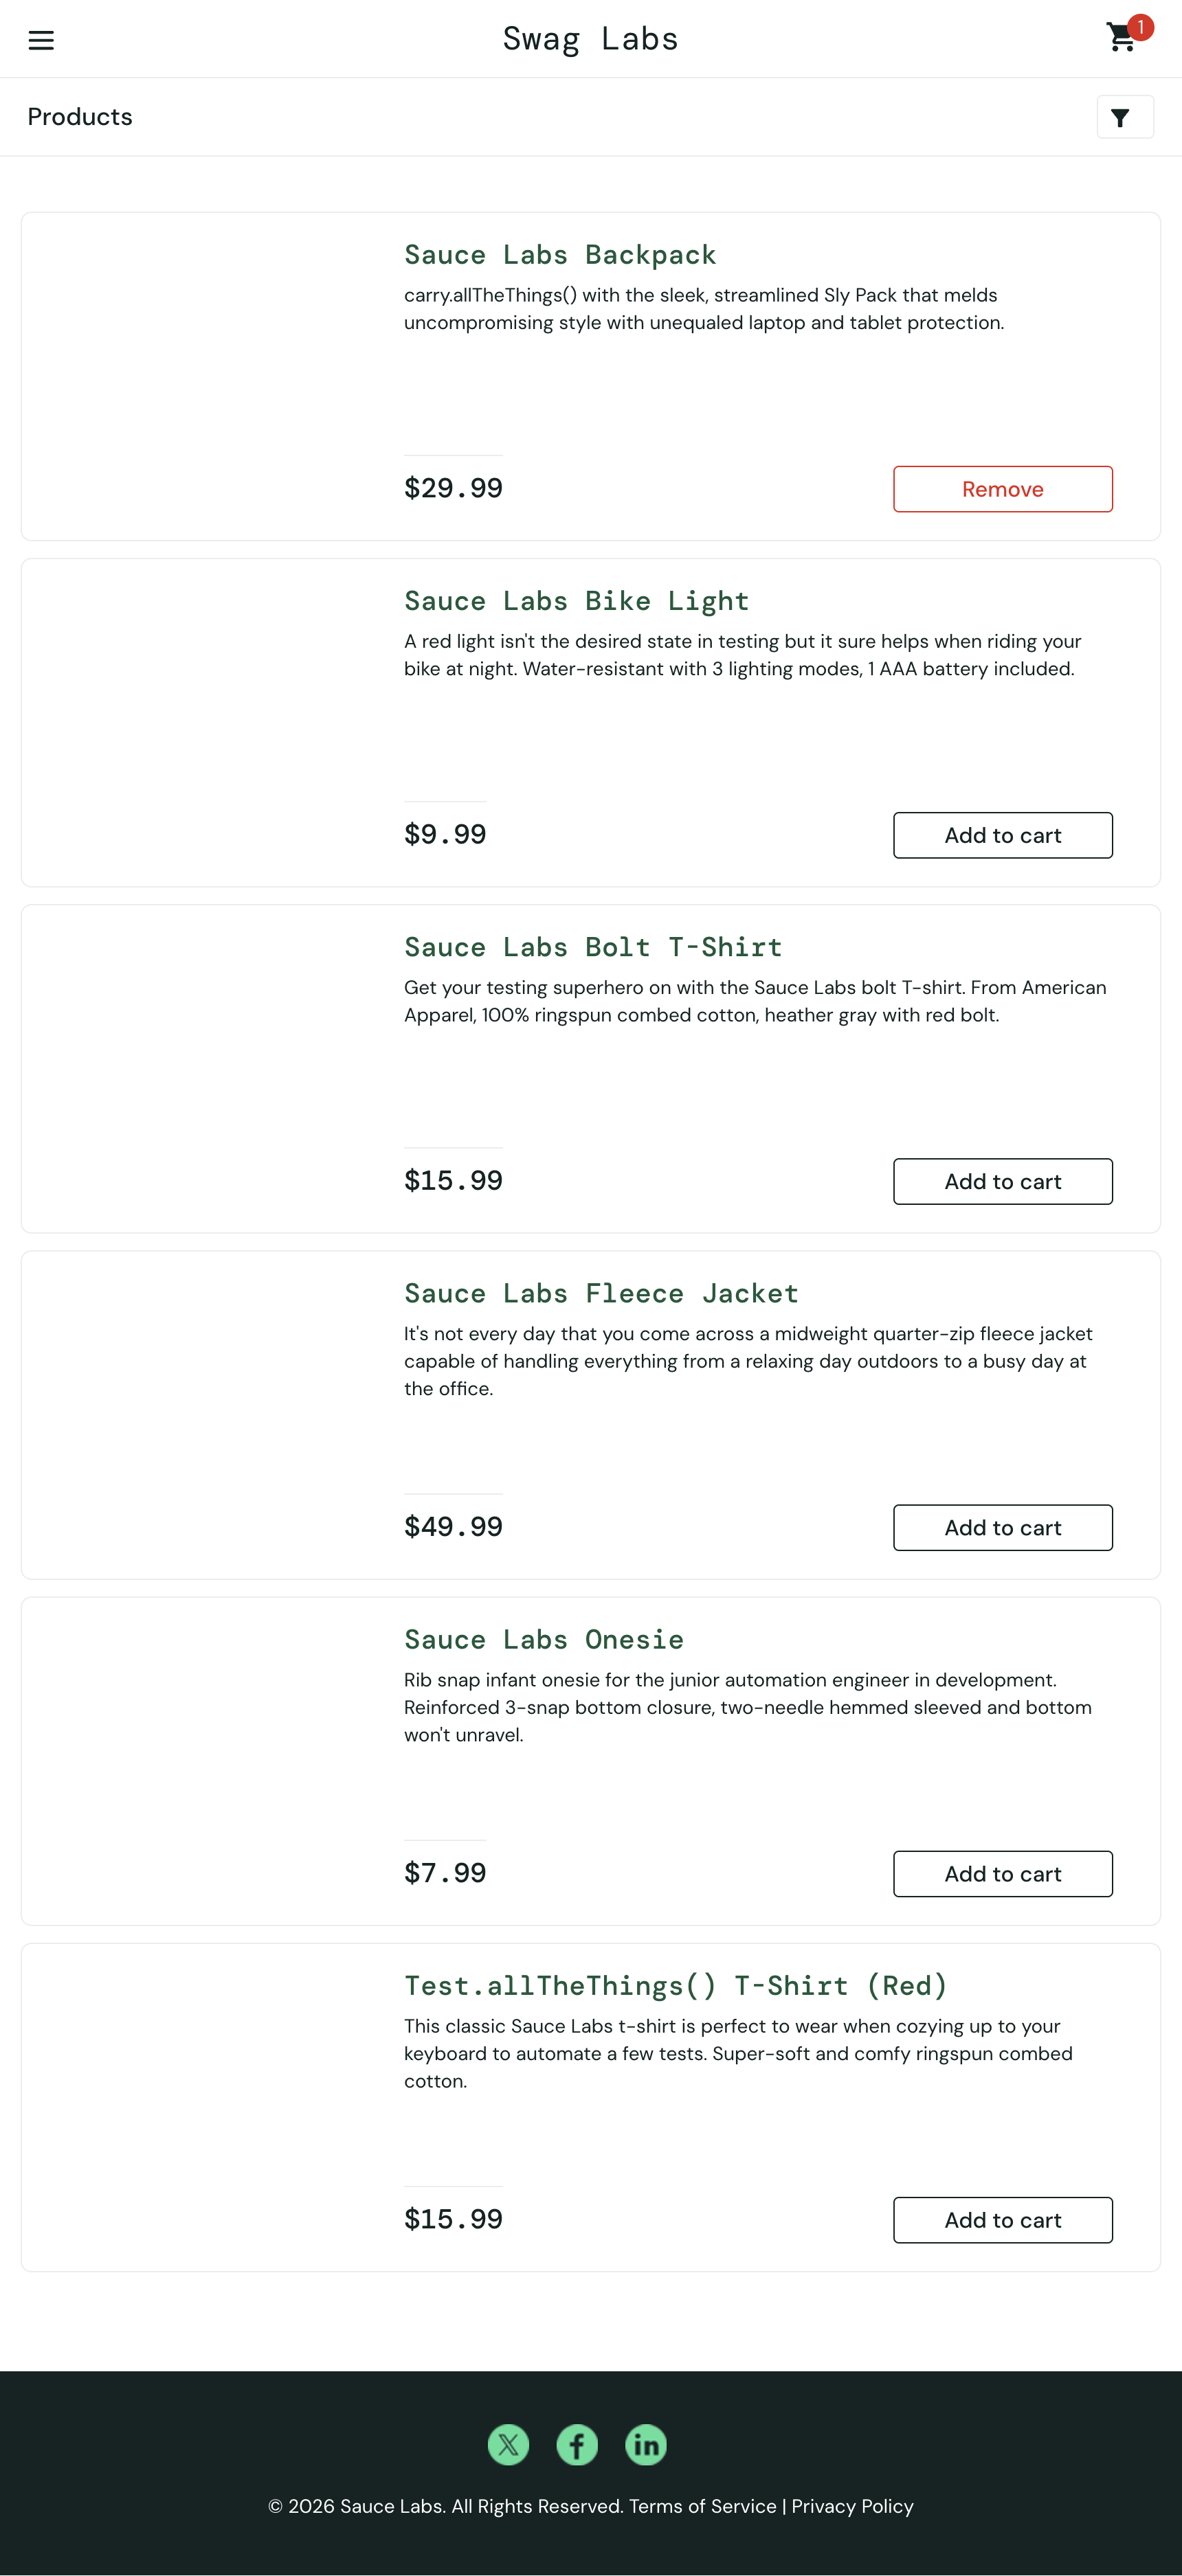 Swag Labs
1
Products
Sauce Labs Backpack
carry.allTheThings() with the sleek, streamlined Sly Pack that melds
uncompromising style with unequaled laptop and tablet protection.
$29.99
Remove
Sauce Labs Bike Light
A red light isn't the desired state in testing but it sure helps when riding your
bike at night. Water-resistant with 3 lighting modes, 1 AAA battery included.
$9.99
Add to cart
Sauce Labs Bolt T-Shirt
Get your testing superhero on with the Sauce Labs bolt T-shirt. From American
Apparel, 100% ringspun combed cotton, heather gray with red bolt.
$15.99
Add to cart
Sauce Labs Fleece Jacket
It's not every day that you come across a midweight quarter-zip fleece jacket
capable of handling everything from a relaxing day outdoors to a busy day at
the office.
$49.99
Add to cart
Sauce Labs Onesie
Rib snap infant onesie for the junior automation engineer in development.
Reinforced 3-snap bottom closure, two-needle hemmed sleeved and bottom
won't unravel.
$7.99
Add to cart
Test.allTheThings() T-Shirt (Red)
This classic Sauce Labs t-shirt is perfect to wear when cozying up to your
keyboard to automate a few tests. Super-soft and comfy ringspun combed
cotton.
$15.99
Add to cart
X f in
© 2026 Sauce Labs. All Rights Reserved. Terms of Service | Privacy Policy